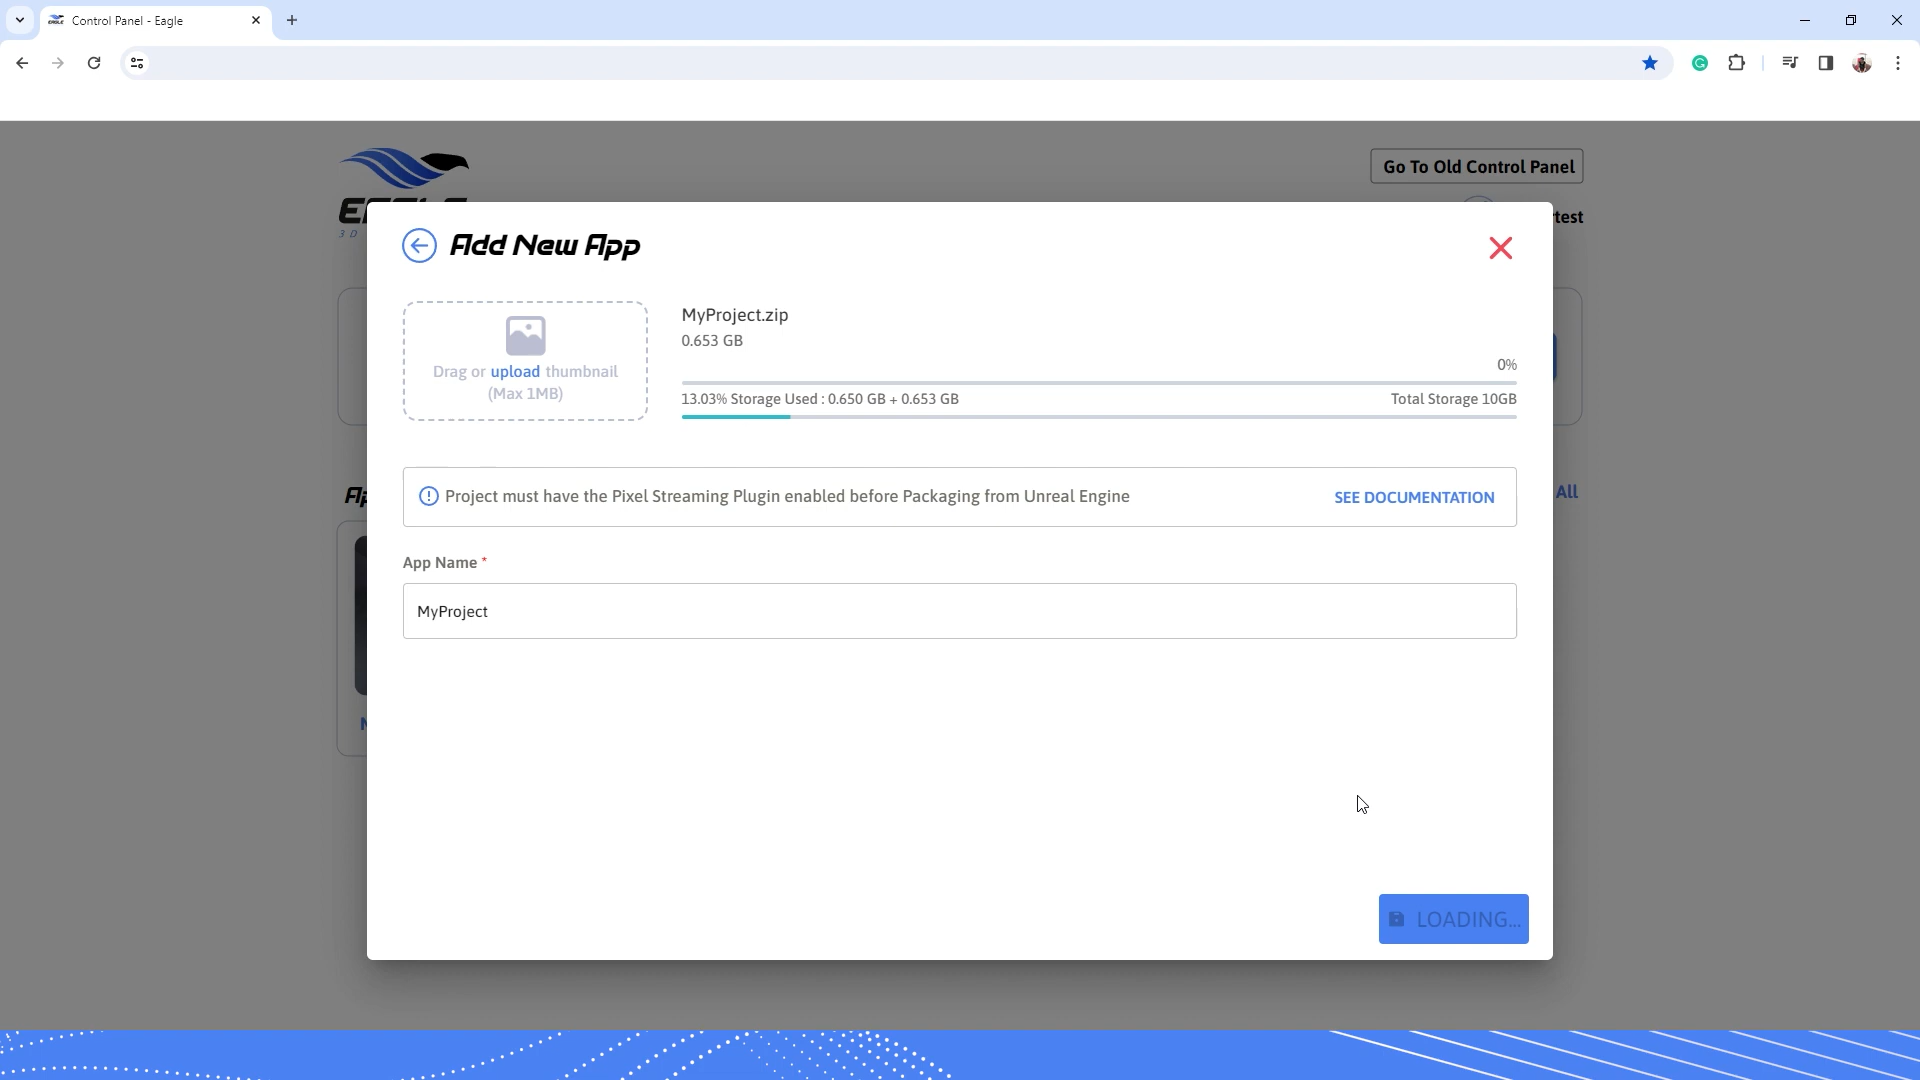 Control Panel - Eagle
Go To Old Control Panel
3 D
test
Add New App
MyProject.zip
0.653 GB
0%
Drag or upload thumbnail
(Max 1MB)
13.03% Storage Used : 0.650 GB + 0.653 GB
Total Storage 10GB
Project must have the Pixel Streaming Plugin enabled before Packaging from Unreal Engine
SEE DOCUMENTATION
All
App Name *
MyProject
LOADING...